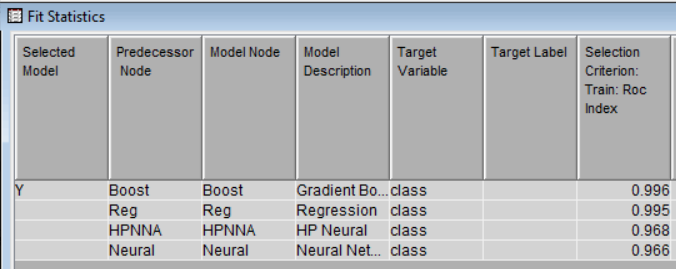 Fit Statistics
Selected Model Predecessor Node Model Node Model Description Target Variable Target Label Selection Criterion: Train: Roc Index
Y Boost Boost Gradient Bo... class 0.996
Reg Reg Regression class 0.995
HPNNA HPNNA HP Neural class 0.968
Neural Neural Neural Net... class 0.966